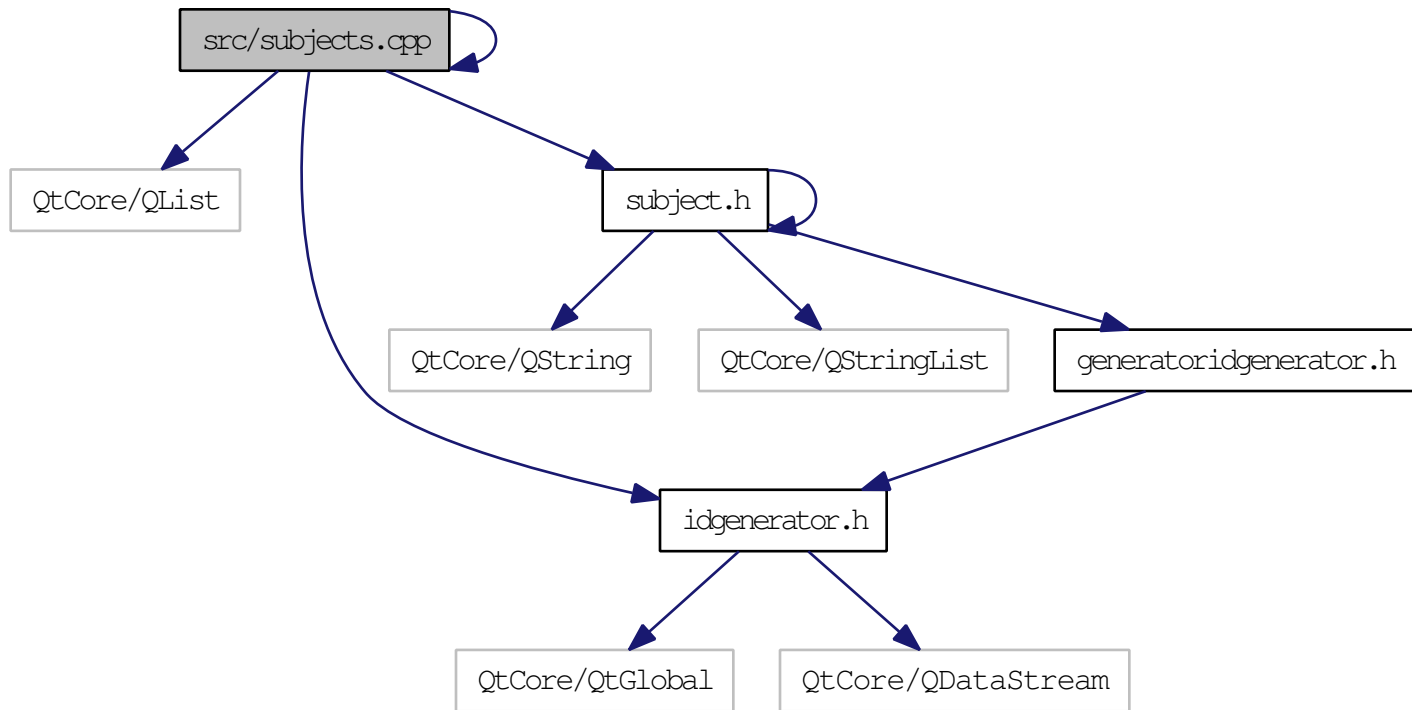 src/subjects.cpp
QtCore/QList
subject.h
QtCore/QString
QtCore/QStringList
generatoridgenerator.h
idgenerator.h
QtCore/QtGlobal
QtCore/QDataStream